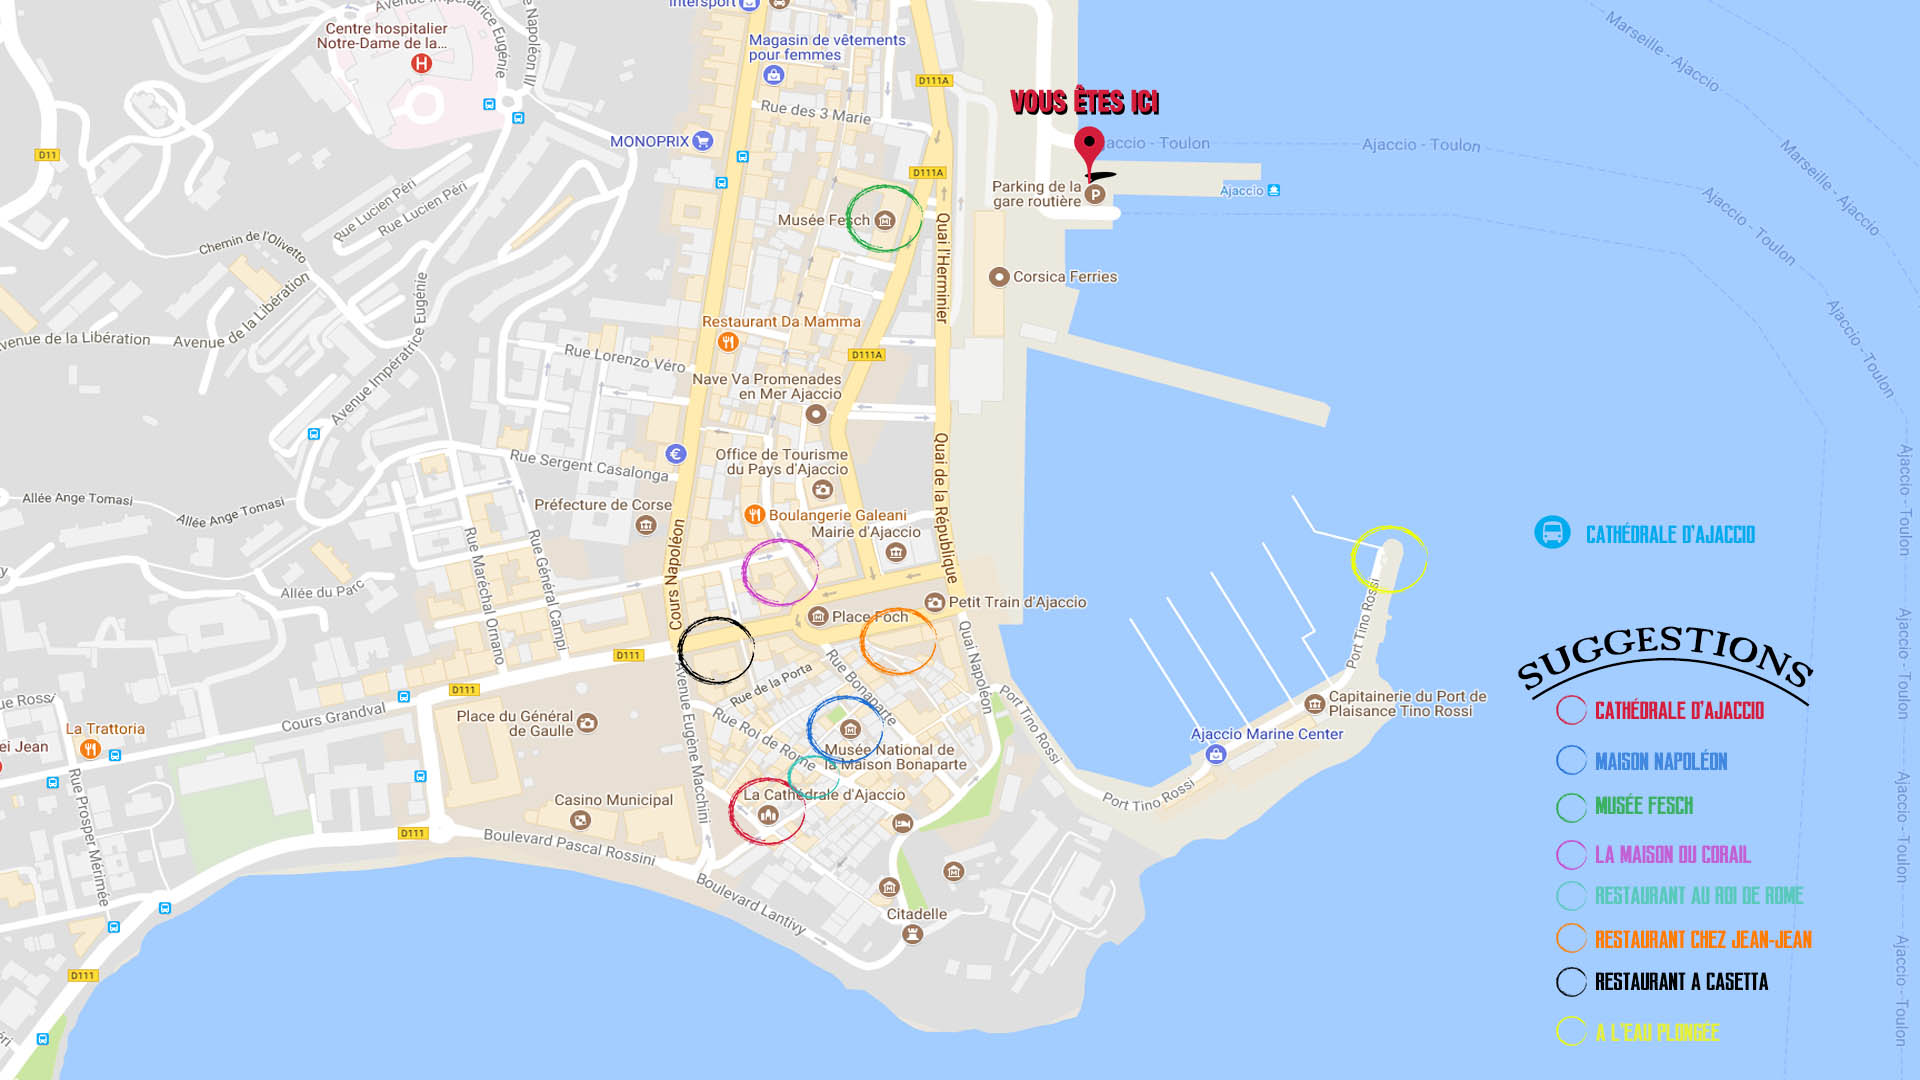 Avenue Impératrice Eugénie
Intersport
Napoléon III
Centre hospitalier
Notre-Dame de la...
H
Magasin de vêtements
pour femmes
D111A
Marseille - Ajaccio
VOUS ÊTES ICI
Rue des 3 Marie
MONOPRIX
D11
accio - Toulon
Ajaccio - Toulon
Marseille - Ajaccio
D111A
Parking de la
gare routière
P
Ajaccio
Ajaccio - Toulon
Rue Lucien Péri
Rue Lucien Péri
Musée Fesch
Quai l'Herminier
Chemin de l'Olivetto
Corsica Ferries
Avenue de la Libération
venue de la Libération
Avenue Impératrice Eugénie
Restaurant Da Mamma
Ajaccio - Toulon
Rue Lorenzo Véro
D111A
Nave Va Promenades
en Mer Ajaccio
Rue Sergent Casalonga
€
Office de Tourisme
du Pays d'Ajaccio
Quai de la République
Ajaccio - Toulon
Allée Ange Tomasi
Allée Ange Tomasi
Préfecture de Corse
Boulangerie Galeani
Mairie d'Ajaccio
CATHÉDRALE D'AJACCIO
Rue Maréchal Ornano
Rue Général Campi
Cours Napoléon
Allée du Parc
Petit Train d'Ajaccio
Place Foch
Port Tino Rossi
Ajaccio - Toulon
D111
D111
Rue de la Porta
Rue Bonaparte
Quai Napoléon
SUGGESTIONS
ue Rossi
Cours Grandval
Avenue Eugène Macchini
Port Tino Rossi
Capitainerie du Port de
Plaisance Tino Rossi
CATHÉDRALE D'AJACCIO
La Trattoria
Place du Général
de Gaulle
Rue Roi de Rome
Ajaccio Marine Center
ei Jean
Musée National de
la Maison Bonaparte
MAISON NAPOLÉON
Rue Prosper Mérimée
Casino Municipal
La Cathédrale d'Ajaccio
Port Tino Rossi
MUSÉE FESCH
Ajaccio - Toulon
D111
Boulevard Pascal Rossini
LA MAISON DU CORAIL
Boulevard Lantivy
RESTAURANT AU ROI DE ROME
Citadelle
RESTAURANT CHEZ JEAN-JEAN
D111
RESTAURANT A CASETTA
Ajaccio - Toulon
A L'EAU PLONGÉE